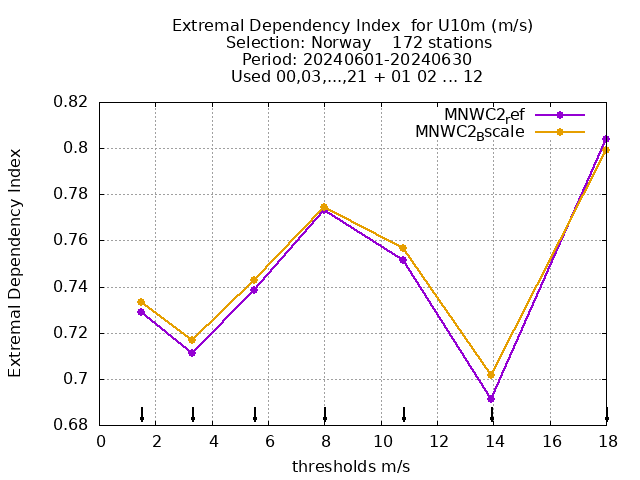 Extremal Dependency Index  for U10m (m/s)
Selection: Norway    172 stations
Period: 20240601-20240630
Used 00,03,...,21 + 01 02 ... 12
MNWC2ref
MNWC2Bscale
Extremal Dependency Index
0.82
0.8
0.78
0.76
0.74
0.72
0.7
0.68
0 2 4 6 8 10 12 14 16 18
thresholds m/s